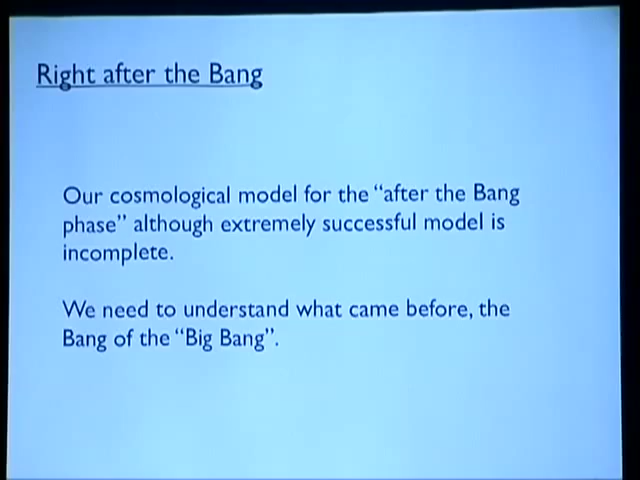 Right after the Bang
Our cosmological model for the “after the Bang
phase” although extremely successful model is
incomplete.
We need to understand what came before, the
Bang of the “Big Bang”.